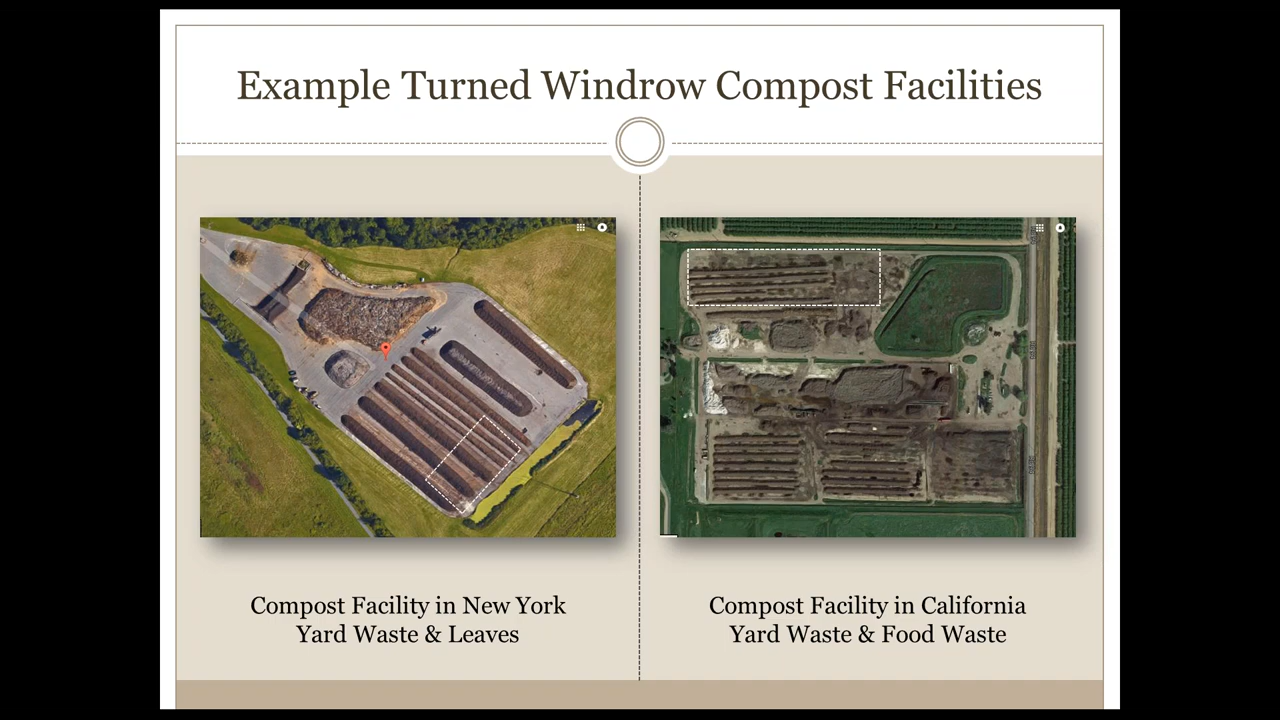 Example Turned Windrow Compost Facilities
Compost Facility in New York
Yard Waste & Leaves
Compost Facility in California
Yard Waste & Food Waste